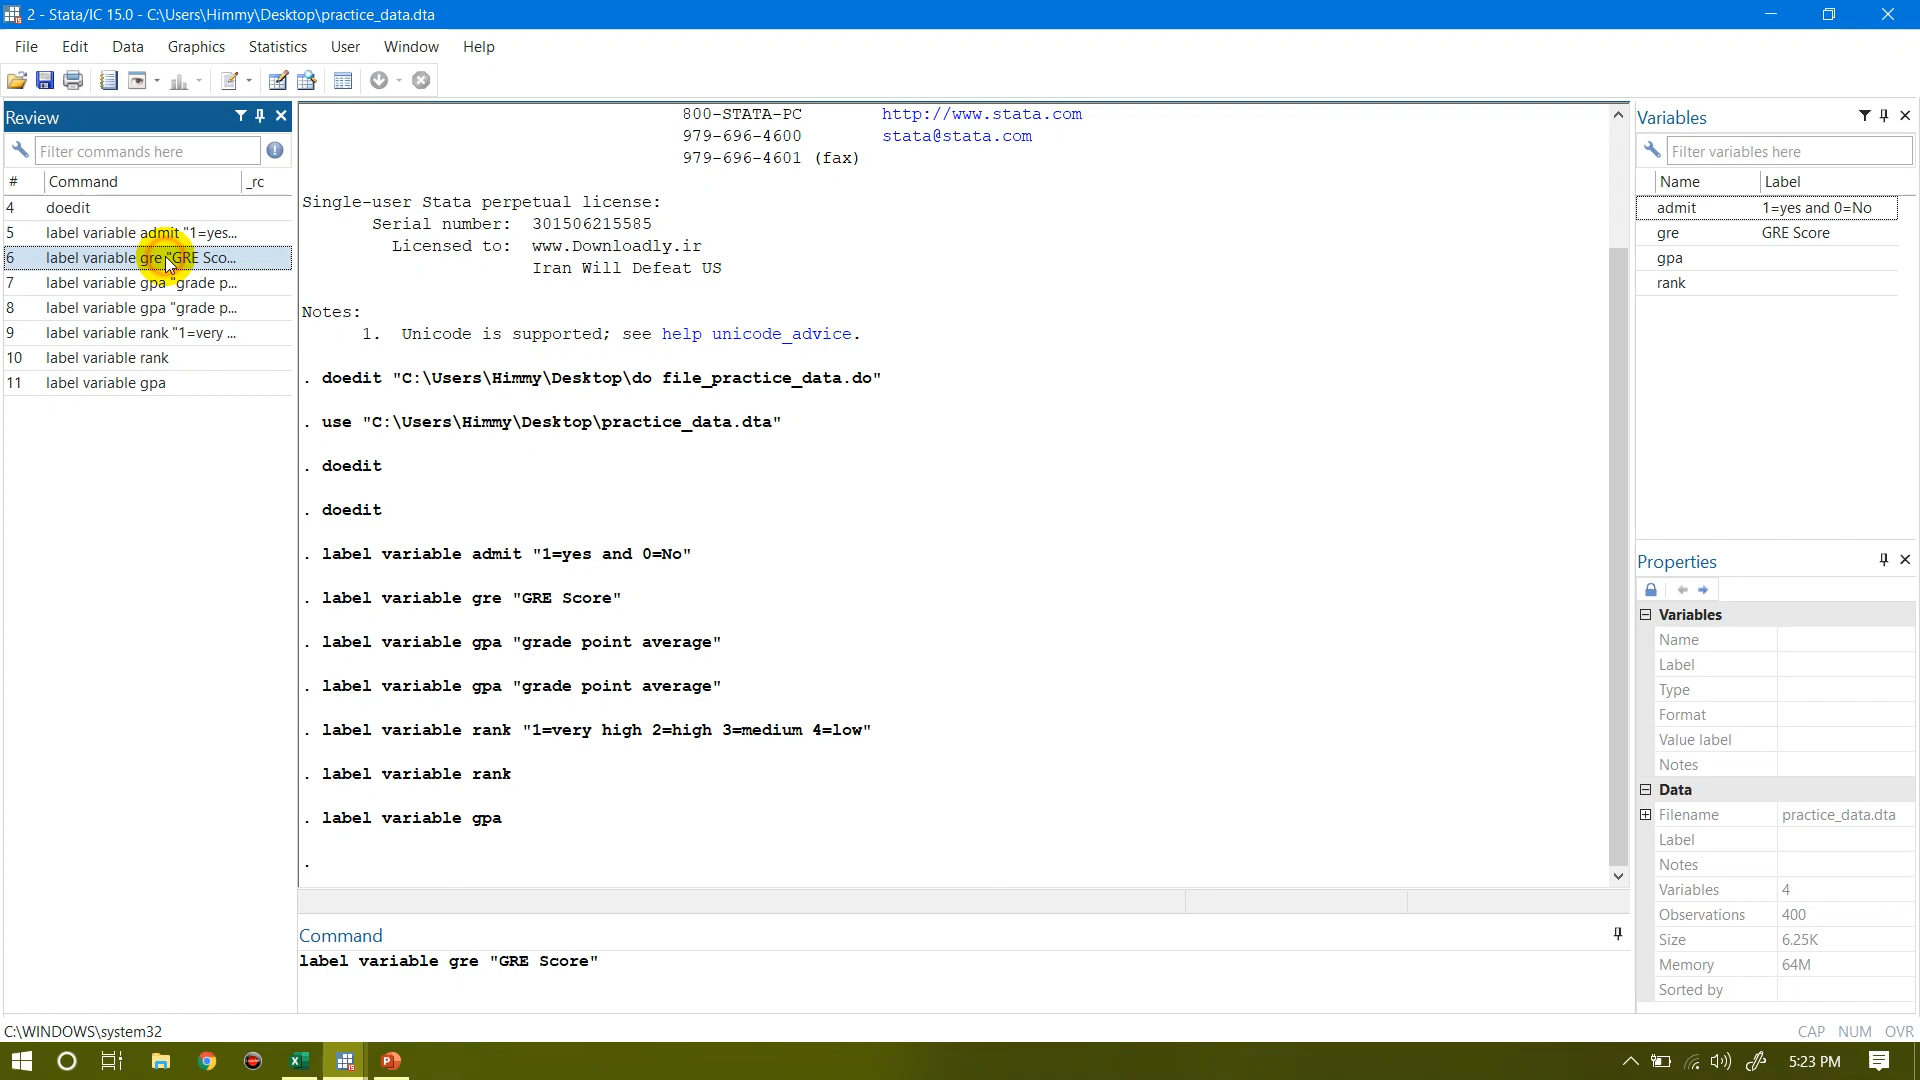 2 - Stata/IC 15.0 - C:\Users\Himmy\Desktop\practice_data.dta
File Edit Data Graphics Statistics User Window Help
Review
Filter commands here
# Command _rc
4 doedit
5 label variable admit "1=yes...
6 label variable gre "GRE Sco...
7 label variable gpa "grade p...
8 label variable gpa "grade p...
9 label variable rank "1=very ...
10 label variable rank
11 label variable gpa
800-STATA-PC http://www.stata.com
979-696-4600 stata@stata.com
979-696-4601 (fax)
Single-user Stata perpetual license:
Serial number: 301506215585
Licensed to: www.Downloadly.ir
Iran Will Defeat US
Notes:
1. Unicode is supported; see help unicode_advice.
. doedit "C:\Users\Himmy\Desktop\do file_practice_data.do"
. use "C:\Users\Himmy\Desktop\practice_data.dta"
. doedit
. doedit
. label variable admit "1=yes and 0=No"
. label variable gre "GRE Score"
. label variable gpa "grade point average"
. label variable gpa "grade point average"
. label variable rank "1=very high 2=high 3=medium 4=low"
. label variable rank
. label variable gpa
.
Command
label variable gre "GRE Score"
Variables
Filter variables here
Name Label
admit 1=yes and 0=No
gre GRE Score
gpa
rank
Properties
Variables
Name
Label
Type
Format
Value label
Notes
Data
Filename practice_data.dta
Label
Notes
Variables 4
Observations 400
Size 6.25K
Memory 64M
Sorted by
C:\WINDOWS\system32
CAP NUM OVR
5:23 PM